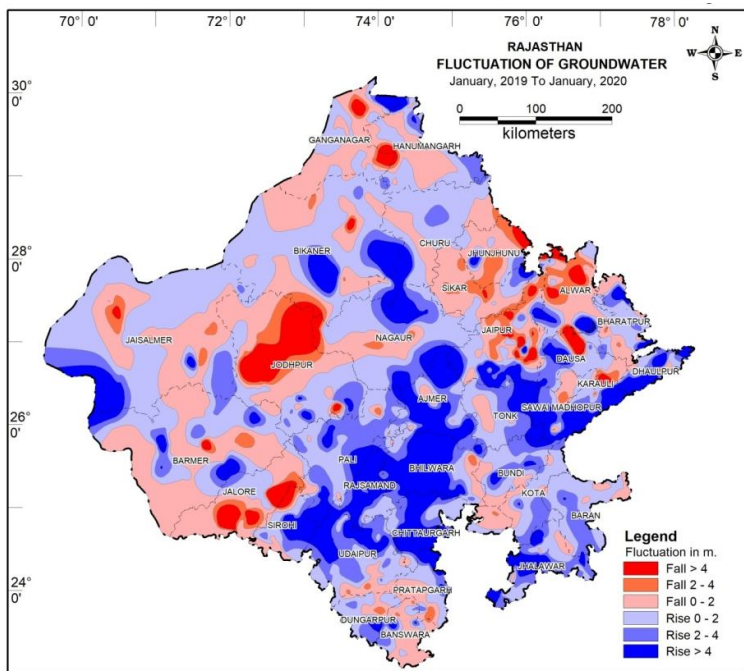 70° 0'
72° 0'
74° 0'
76° 0'
78° 0'
N
W E
S
RAJASTHAN
FLUCTUATION OF GROUNDWATER
January, 2019 To January, 2020
0 100 200
kilometers
30°
0'
28°
0'
26°
0'
24°
0'
GANGANAGAR
HANUMANGARH
CHURU
BIKANER
JHUNJHUNU
SIKAR
ALWAR
BHARATPUR
JAIPUR
NAGAUR
JAISALMER
JODHPUR
DAUSA
DHAULPUR
KARAULI
AJMER
SAWAI MADHOPUR
TONK
BARMER
PALI
BHILWARA
BUNDI
RAJSAMAND
JALORE
KOTA
BARAN
SIROHI
CHITTAURGARH
UDAIPUR
JHALAWAR
PRATAPGARH
DUNGARPUR
BANSWARA
Legend
Fluctuation in m.
Fall > 4
Fall 2 - 4
Fall 0 - 2
Rise 0 - 2
Rise 2 - 4
Rise > 4